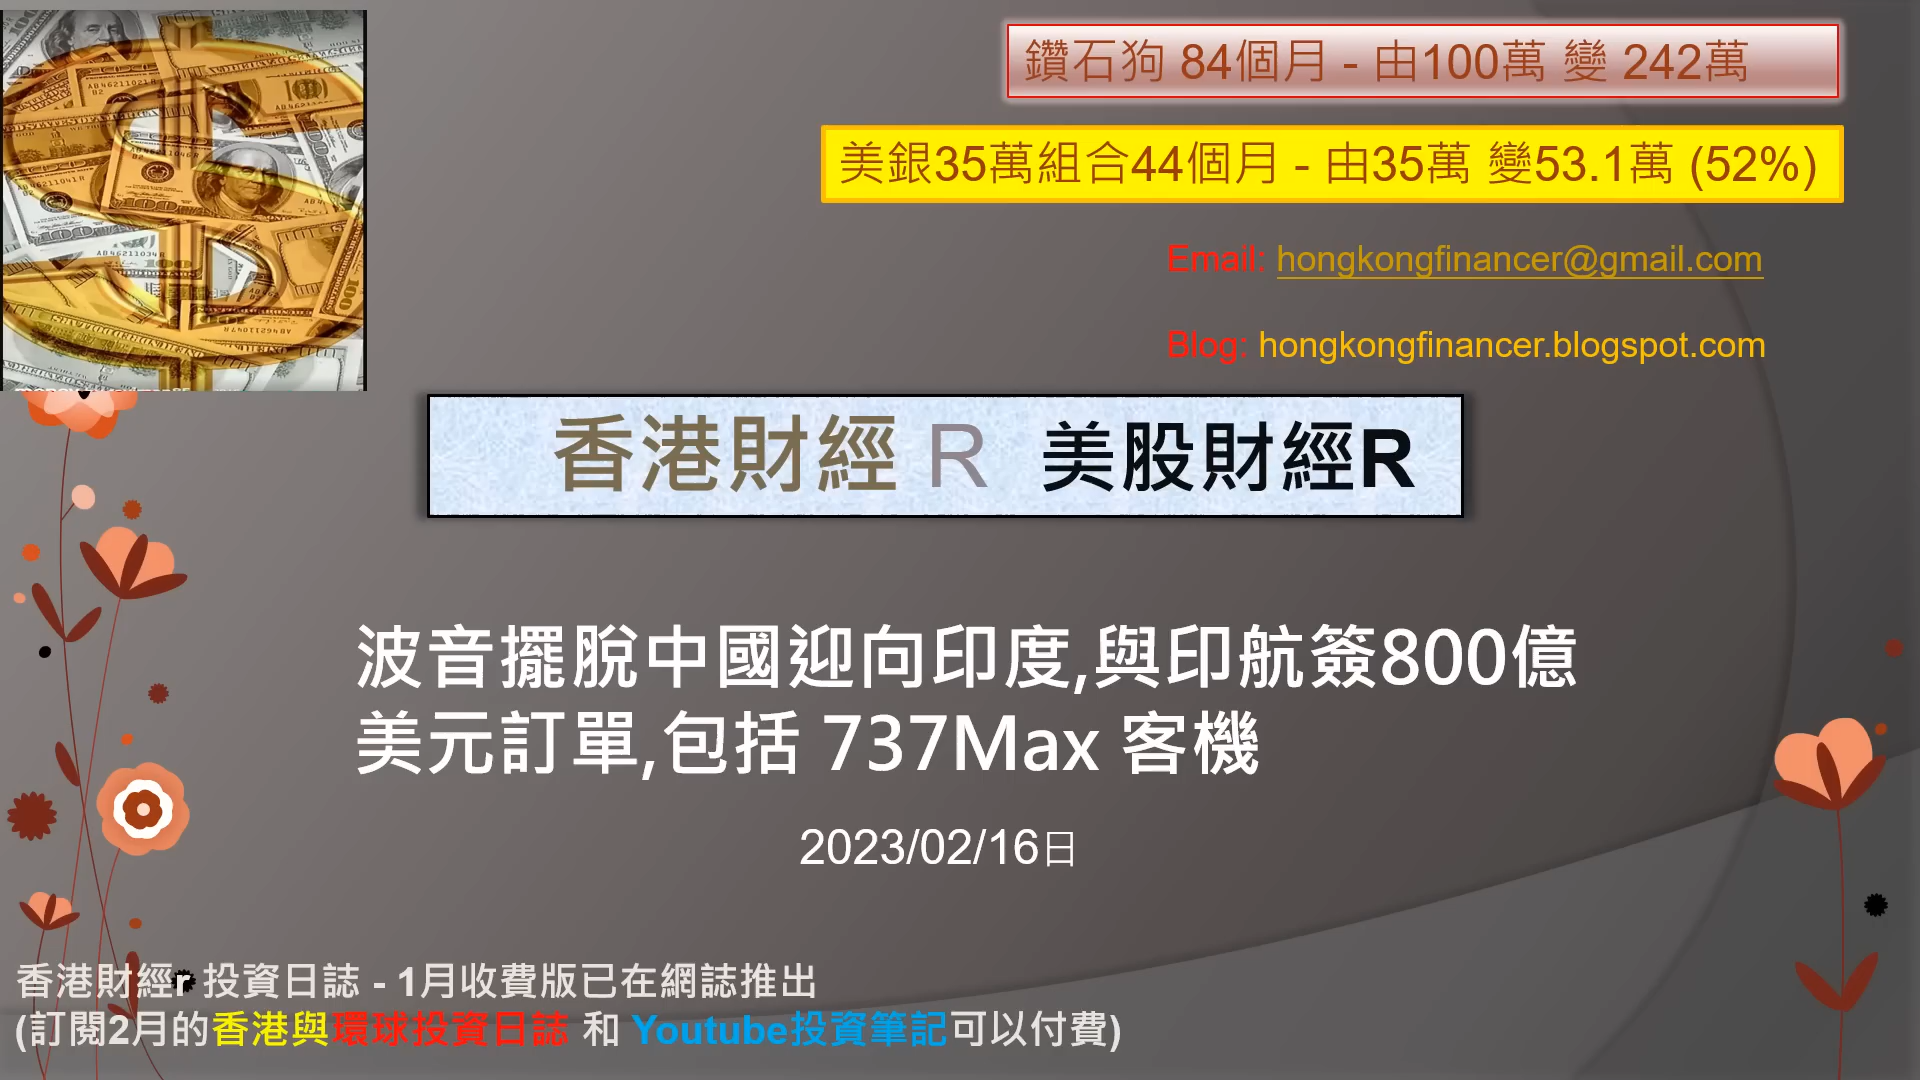 鑽石狗 84個月 - 由100萬 變 242萬
美銀35萬組合44個月 - 由35萬 變53.1萬 (52%)
Email: hongkongfinancer@gmail.com
Blog: hongkongfinancer.blogspot.com
香港財經 R 美股財經R
波音擺脫中國迎向印度,與印航簽800億
美元訂單,包括 737Max 客機
2023/02/16日
香港財經r 投資日誌 - 1月收費版已在網誌推出
(訂閱2月的香港與環球投資日誌 和 Youtube投資筆記可以付費)